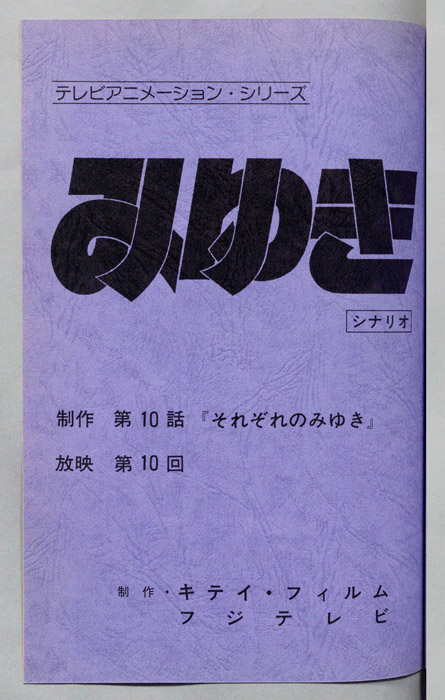 テレビアニメーション・シリーズ
みゆき
シナリオ
制作 第10話 『それぞれのみゆき』
放映 第10回
制作・キティ・フィルム
フジテレビ